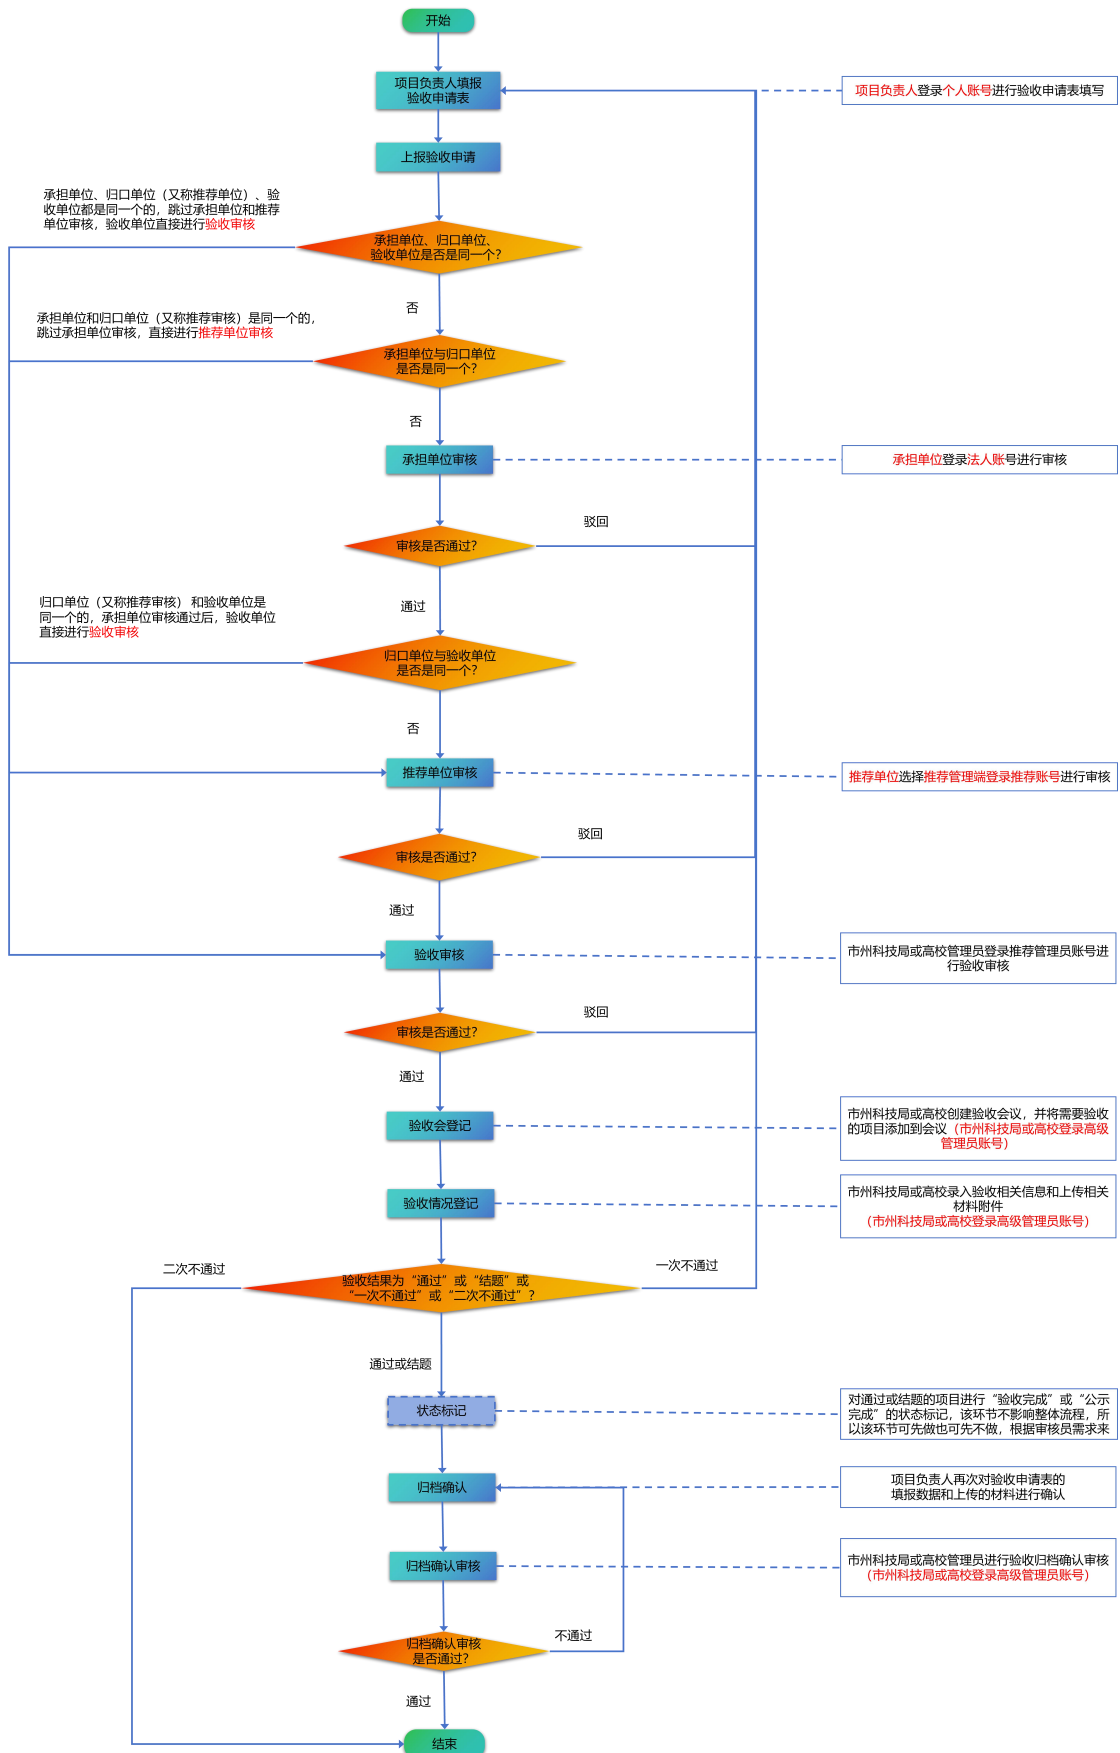 开始
项目负责人填报
验收申请表
项目负责人登录个人账号进行验收申请表填写
上报验收申请
承担单位、归口单位（又称推荐单位）、验
收单位都是同一个的，跳过承担单位和推荐
单位审核，验收单位直接进行验收审核
承担单位、归口单位、
验收单位是否是同一个？
否
承担单位和归口单位（又称推荐审核）是同一个的，
跳过承担单位审核，直接进行推荐单位审核
承担单位与归口单位
是否是同一个？
否
承担单位审核
承担单位登录法人账号进行审核
驳回
审核是否通过？
通过
归口单位（又称推荐审核） 和验收单位是
同一个的，承担单位审核通过后，验收单位
直接进行验收审核
归口单位与验收单位
是否是同一个？
否
推荐单位审核
推荐单位选择推荐管理端登录推荐账号进行审核
驳回
审核是否通过？
通过
验收审核
市州科技局或高校管理员登录推荐管理员账号进
行验收审核
驳回
审核是否通过？
通过
验收会登记
市州科技局或高校创建验收会议，并将需要验收
的项目添加到会议（市州科技局或高校登录高级
管理员账号）
验收情况登记
市州科技局或高校录入验收相关信息和上传相关
材料附件
（市州科技局或高校登录高级管理员账号）
二次不通过
一次不通过
验收结果为“通过”或“结题”或
“一次不通过”或“二次不通过”？
通过或结题
状态标记
对通过或结题的项目进行“验收完成”或“公示
完成”的状态标记，该环节不影响整体流程，所
以该环节可先做也可先不做，根据审核员需求来
归档确认
项目负责人再次对验收申请表的
填报数据和上传的材料进行确认
归档确认审核
市州科技局或高校管理员进行验收归档确认审核
（市州科技局或高校登录高级管理员账号）
不通过
归档确认审核
是否通过？
通过
结束